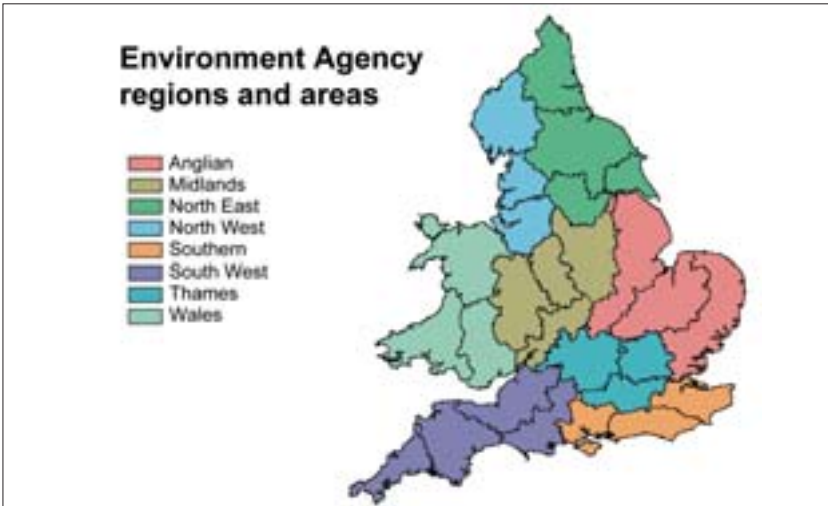 Environment Agency
regions and areas
Anglian
Midlands
North East
North West
Southern
South West
Thames
Wales